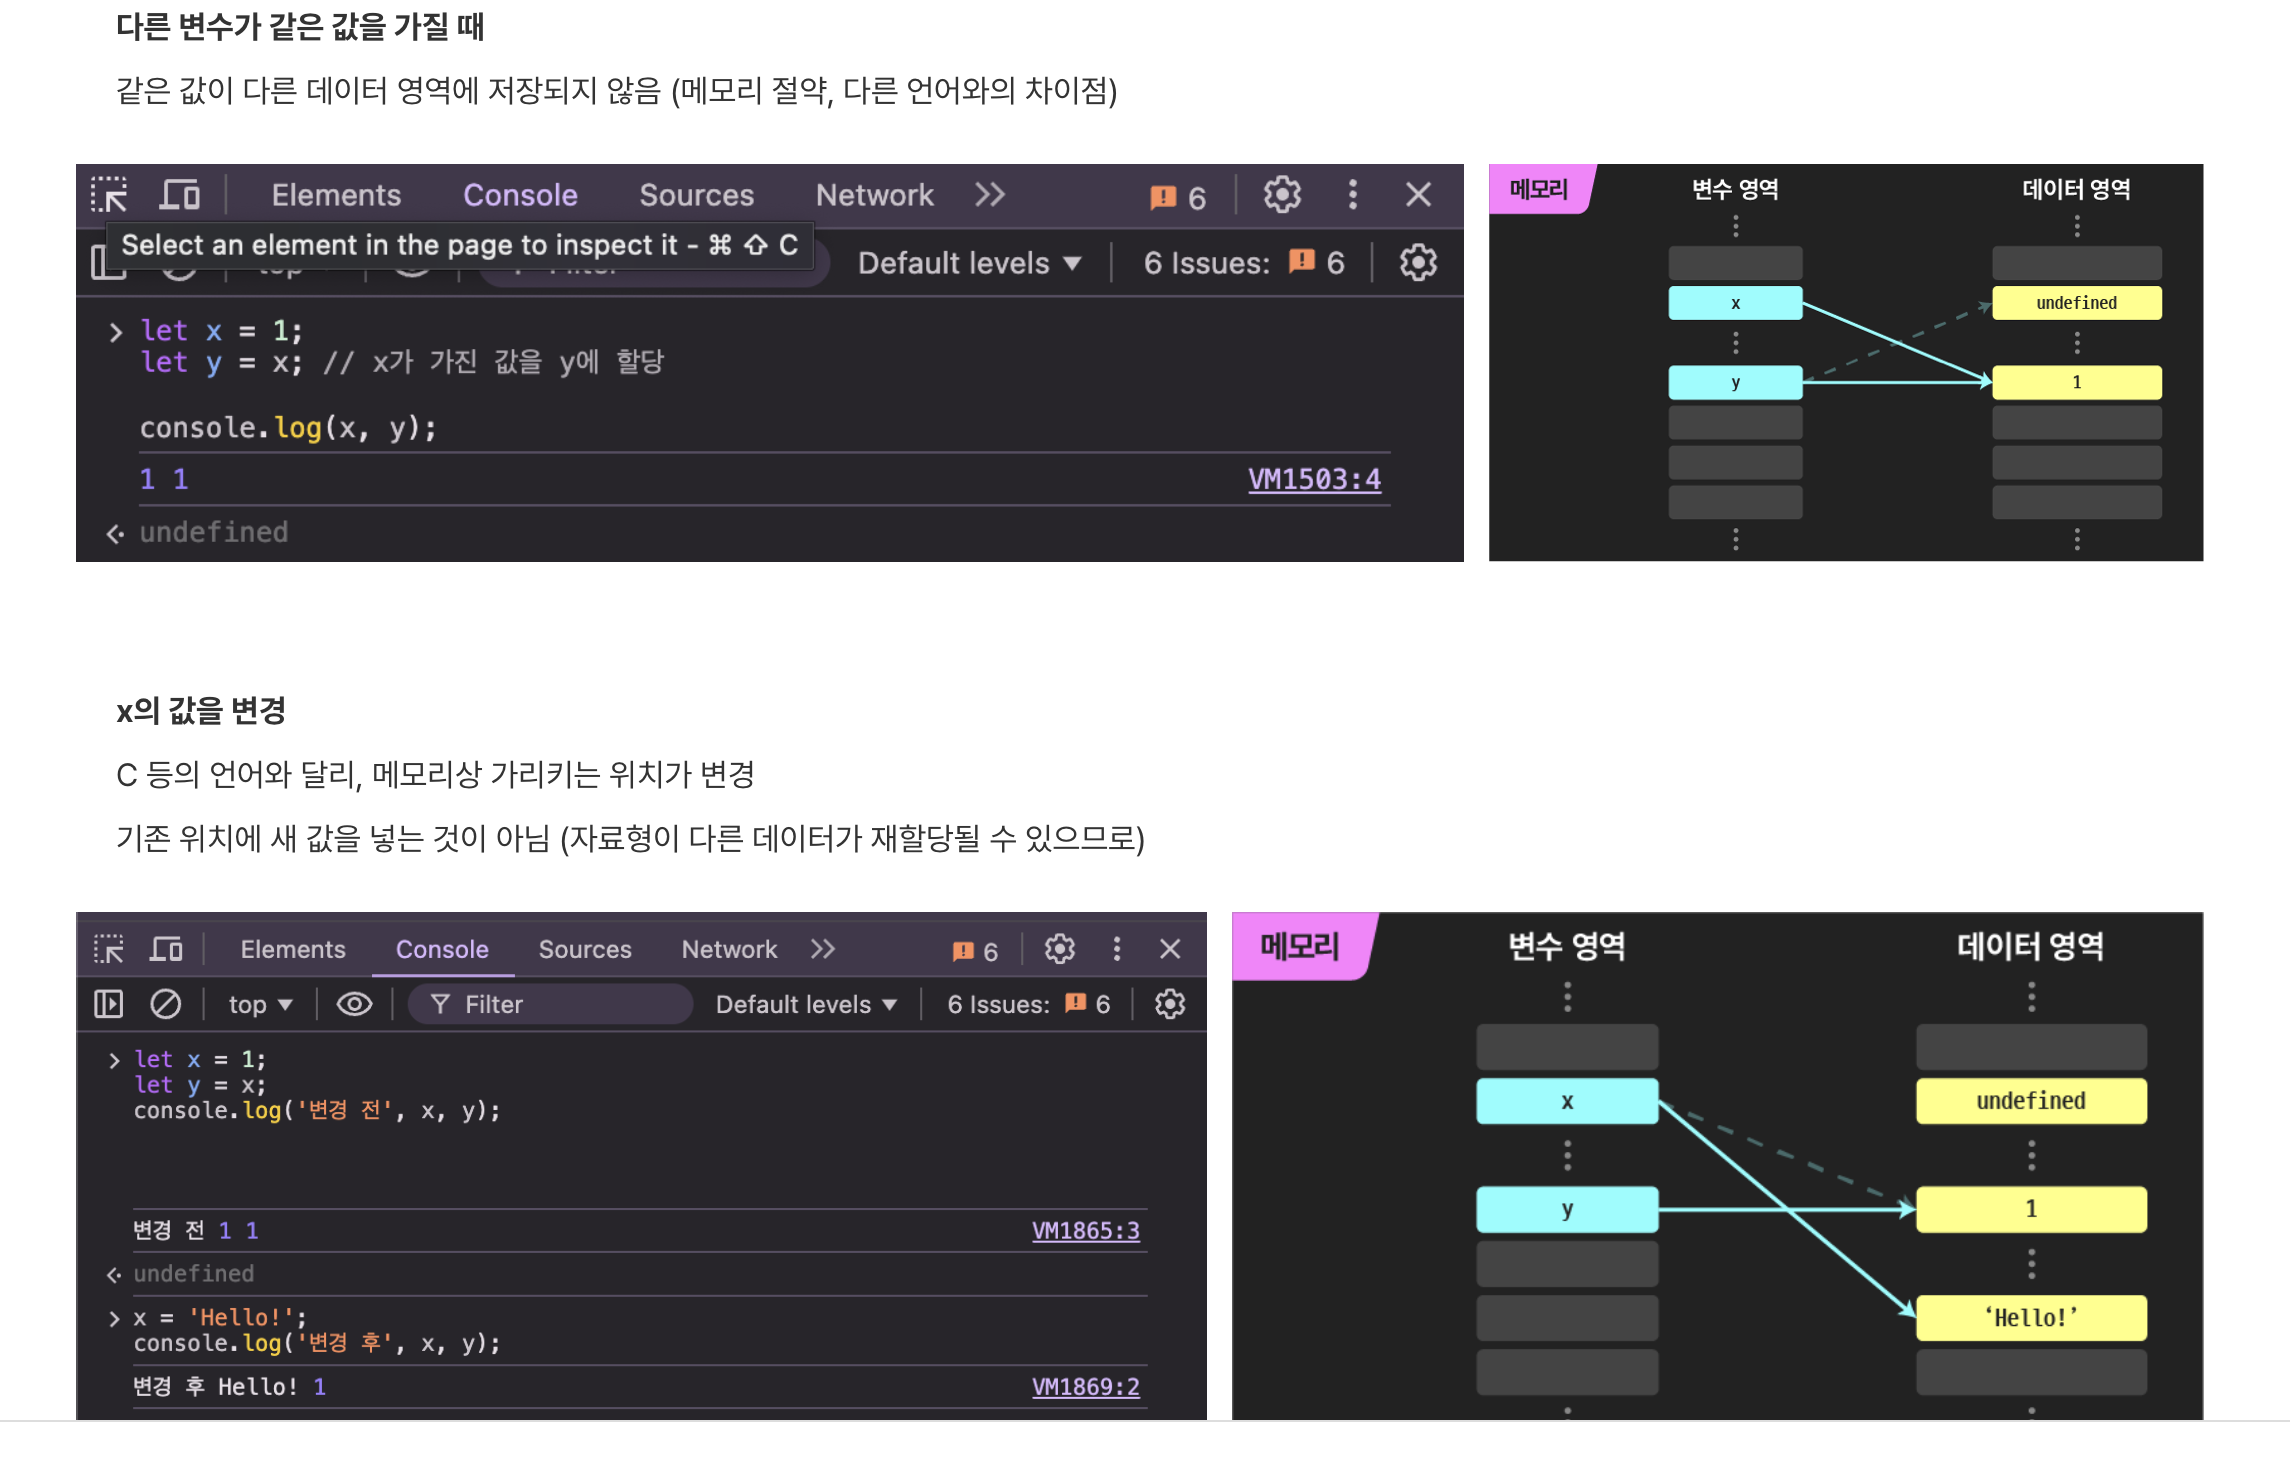 다른 변수가 같은 값을 가질 때
같은 값이 다른 데이터 영역에 저장되지 않음 (메모리 절약, 다른 언어와의 차이점)
Elements Console Sources Network 6
Select an element in the page to inspect it - ⌘ ⇧ C
Default levels ▼ 6 Issues: 6
let x = 1;
let y = x; // x가 가진 값을 y에 할당
console.log(x, y);
1 1 VM1503:4
undefined
메모리 변수 영역 데이터 영역
x undefined
y 1
x의 값을 변경
C 등의 언어와 달리, 메모리상 가리키는 위치가 변경
기존 위치에 새 값을 넣는 것이 아님 (자료형이 다른 데이터가 재할당될 수 있으므로)
Elements Console Sources Network 6
top ▼ Filter Default levels ▼ 6 Issues: 6
let x = 1;
let y = x;
console.log('변경 전', x, y);
변경 전 1 1 VM1865:3
undefined
x = 'Hello!';
console.log('변경 후', x, y);
변경 후 Hello! 1 VM1869:2
메모리 변수 영역 데이터 영역
x undefined
y 1
‘Hello!’